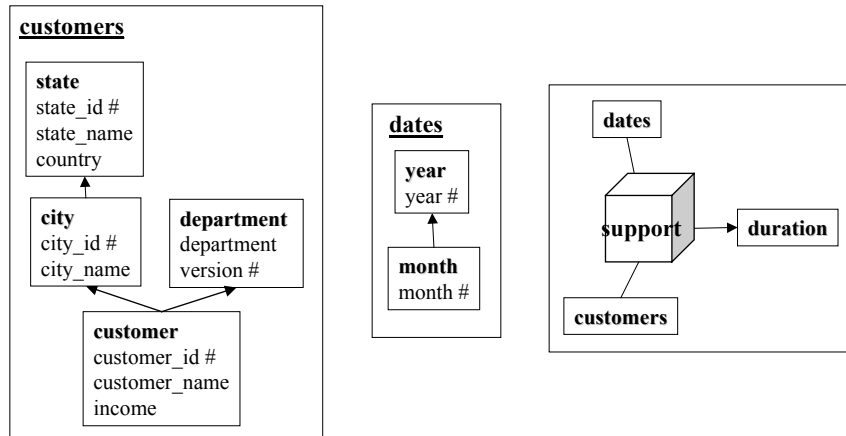 customers
state
state_id #
state_name
country
city
city_id #
city_name
department
department
version #
customer
customer_id #
customer_name
income
dates
year
year #
month
month #
dates
support
duration
customers